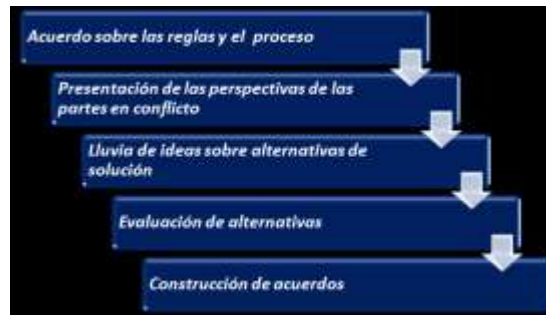 Acuerdo sobre las reglas y el proceso
Presentación de las perspectivas de las
partes en conflicto
Lluvia de ideas sobre alternativas de
solución
Evaluación de alternativas
Construcción de acuerdos